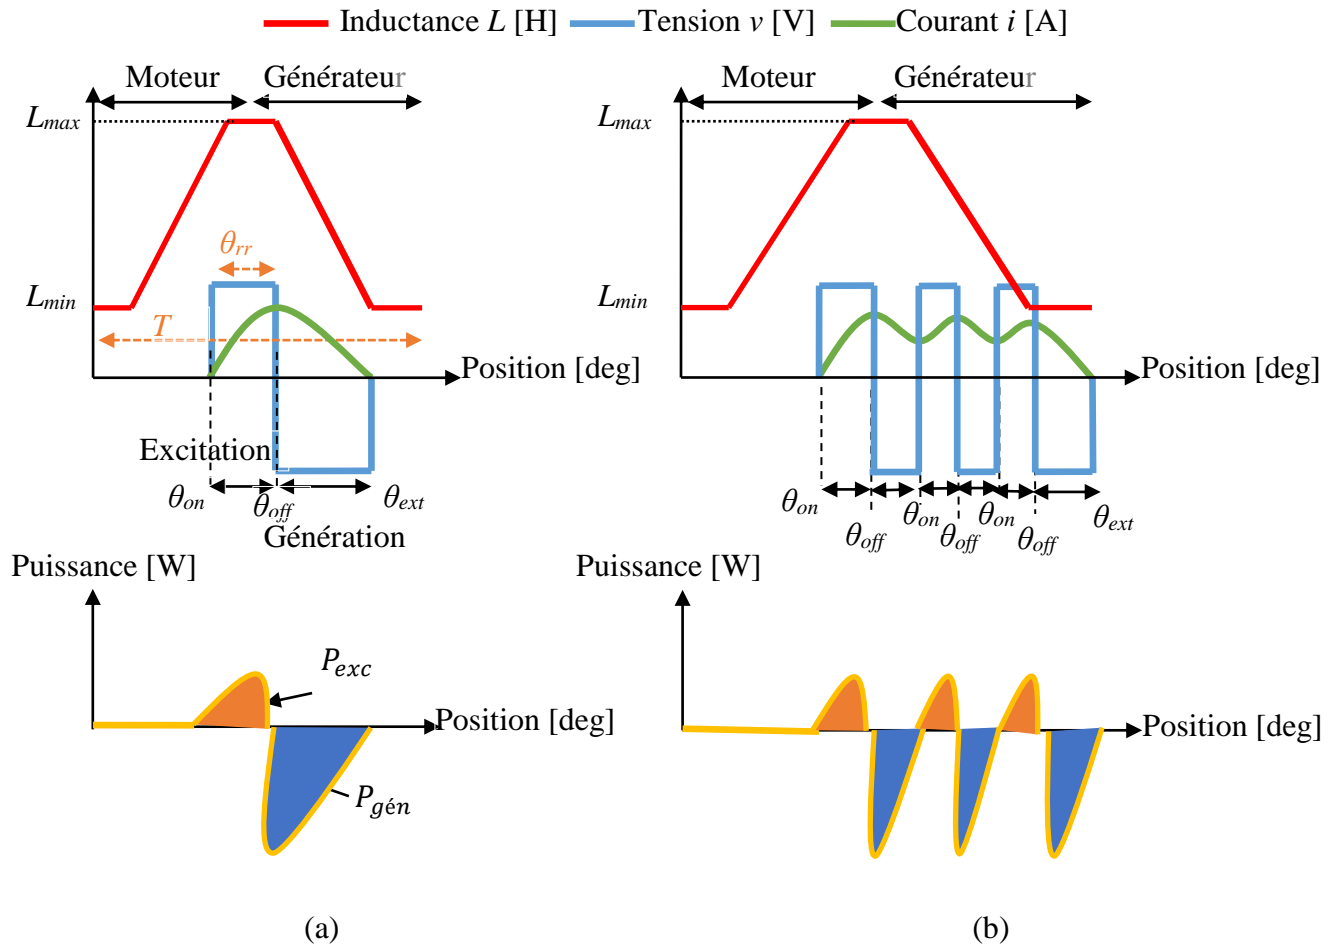 Inductance L [H] Tension v [V] Courant i [A]
Moteur Générateur Moteur Générateur
Lmax Lmax
θrr
Lmin Lmin
T
Position [deg] Position [deg]
Excitation
θon θoff θext θon θoff θon θoff θon θoff θext
Génération
Puissance [W] Puissance [W]
Pexc
Position [deg] Position [deg]
Pgén
(a) (b)